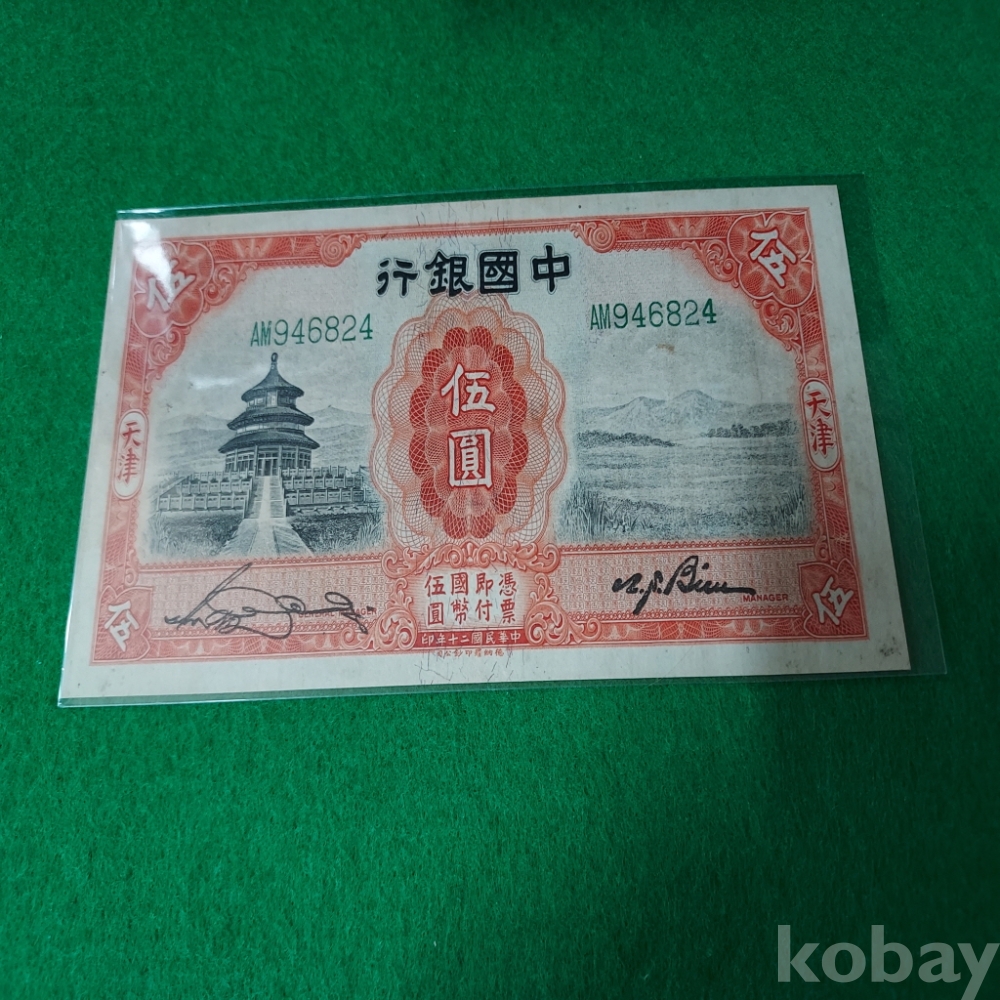 伍
伍
中國銀行
AM946824
AM946824
伍圓
天津
天津
憑票
即付
國幣
伍圓
MANAGER
伍
伍
中華民國二十年印
kobay